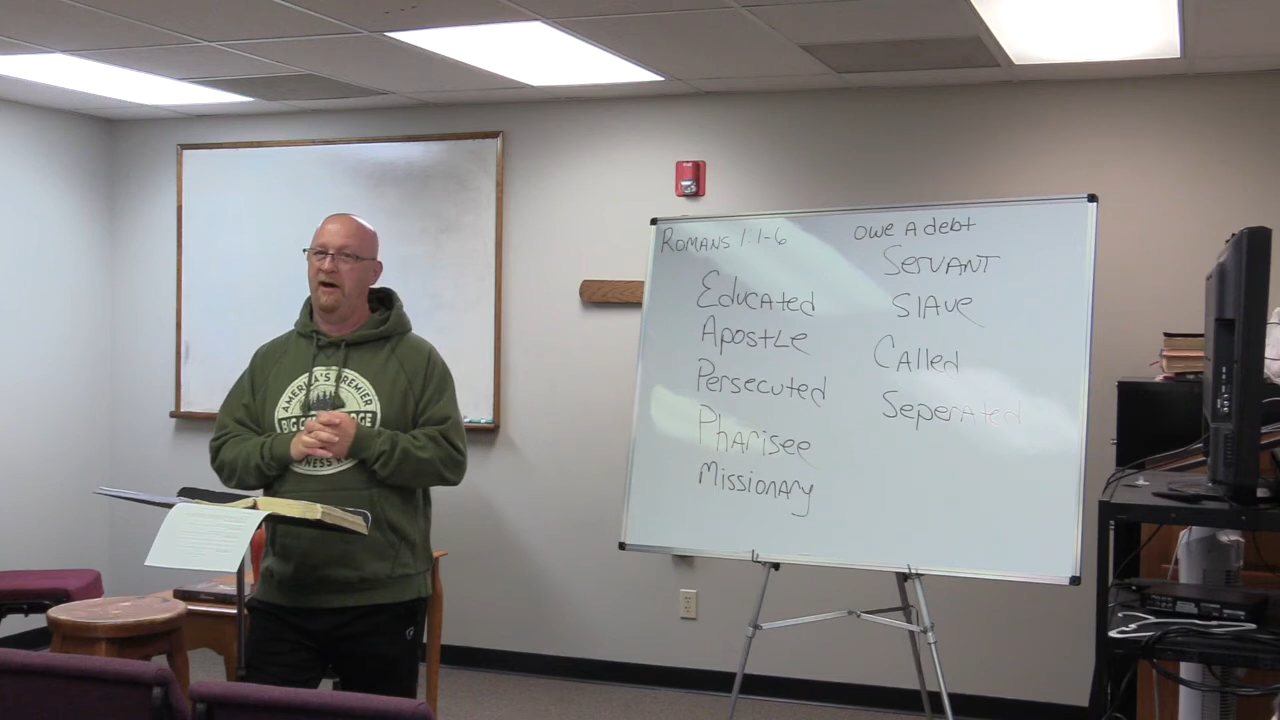 Romans 1:1-6
Educated
Apostle
Persecuted
Pharisee
Missionary
owe A debt
Servant
Slave
Called
Seperated
AMERICA'S PREMIER